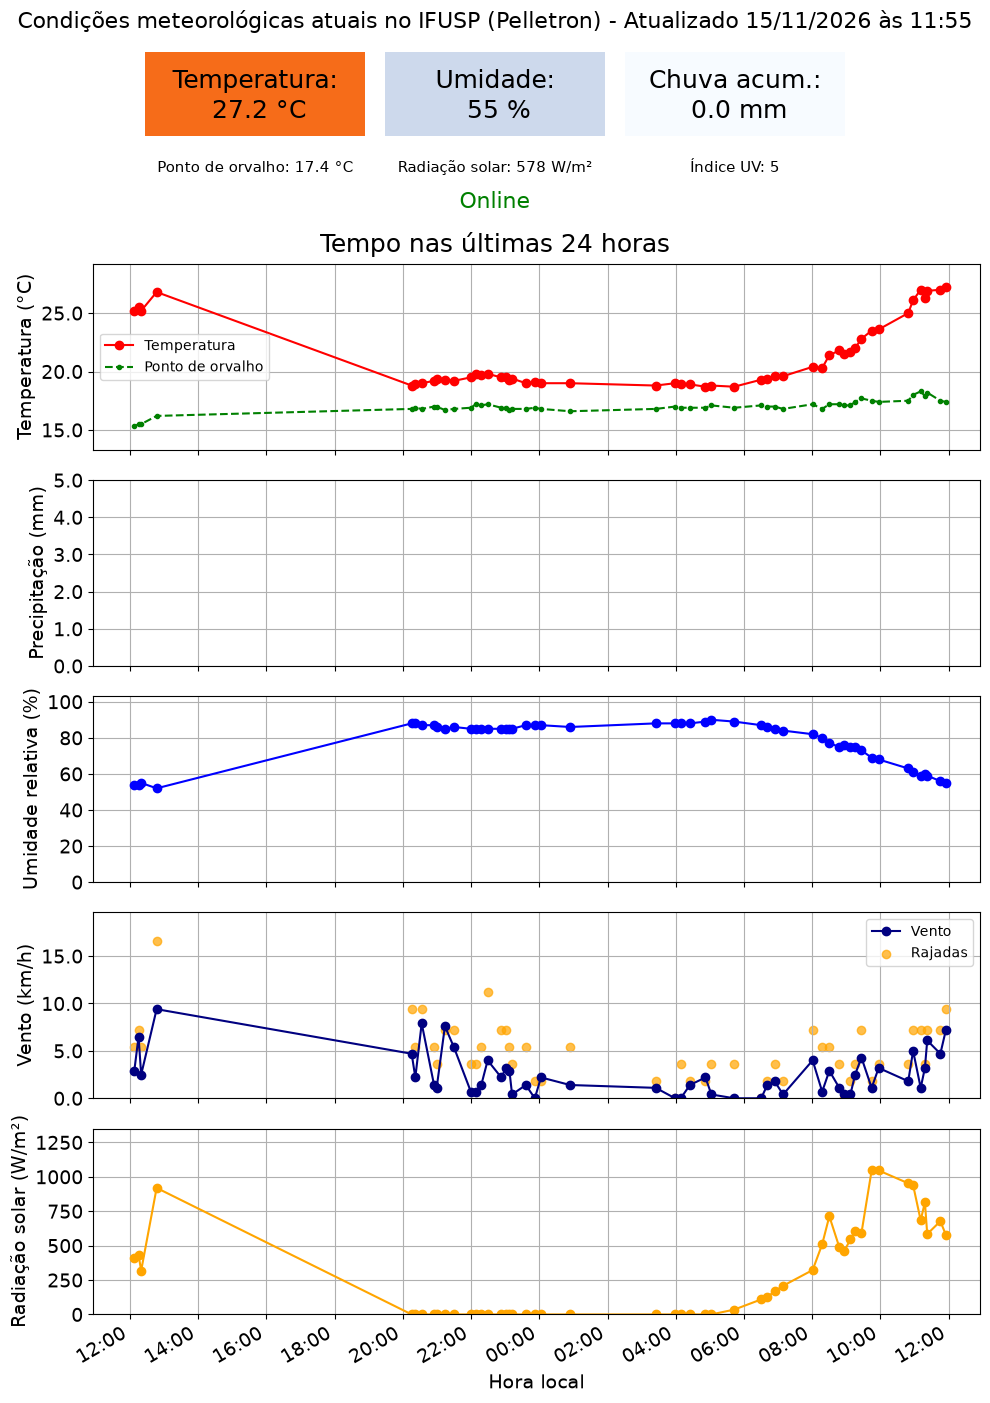 Condições meteorológicas atuais no IFUSP (Pelletron) - Atualizado 15/11/2026 às 11:55
Temperatura:
27.2 °C
Umidade:
55 %
Chuva acum.:
0.0 mm
Ponto de orvalho: 17.4 °C
Radiação solar: 578 W/m²
Índice UV: 5
Online
Tempo nas últimas 24 horas
Temperatura (°C)
25.0
20.0
15.0
Temperatura
Ponto de orvalho
Precipitação (mm)
5.0
4.0
3.0
2.0
1.0
0.0
Umidade relativa (%)
100
80
60
40
20
0
Vento (km/h)
15.0
10.0
5.0
0.0
Vento
Rajadas
Radiação solar (W/m²)
1250
1000
750
500
250
0
12:00
14:00
16:00
18:00
20:00
22:00
00:00
02:00
04:00
06:00
08:00
10:00
12:00
Hora local